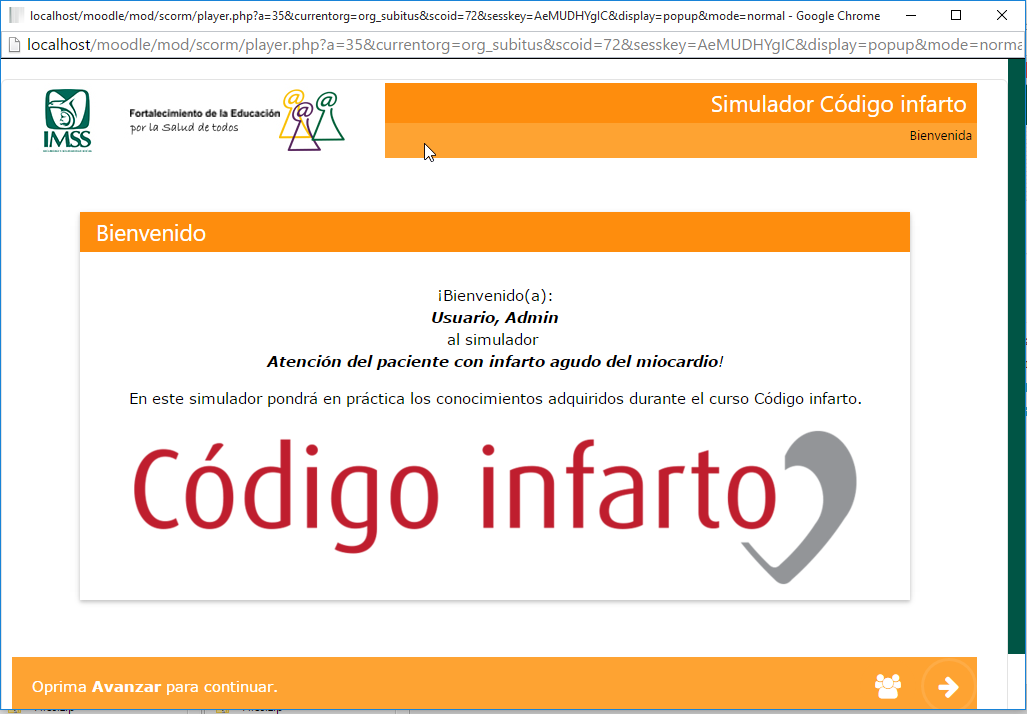 localhost/moodle/mod/scorm/player.php?a=35&currentorg=org_subitus&scoid=72&sesskey=AeMUDHYgIC&display=popup&mode=normal - Google Chrome
localhost/moodle/mod/scorm/player.php?a=35&currentorg=org_subitus&scoid=72&sesskey=AeMUDHYgIC&display=popup&mode=norma
IMSS
Fortalecimiento de la Educación
por la Salud de todos
Simulador Código infarto
Bienvenida
Bienvenido
¡Bienvenido(a):
Usuario, Admin
al simulador
Atención del paciente con infarto agudo del miocardio!
En este simulador pondrá en práctica los conocimientos adquiridos durante el curso Código infarto.
Código infarto
Oprima Avanzar para continuar.